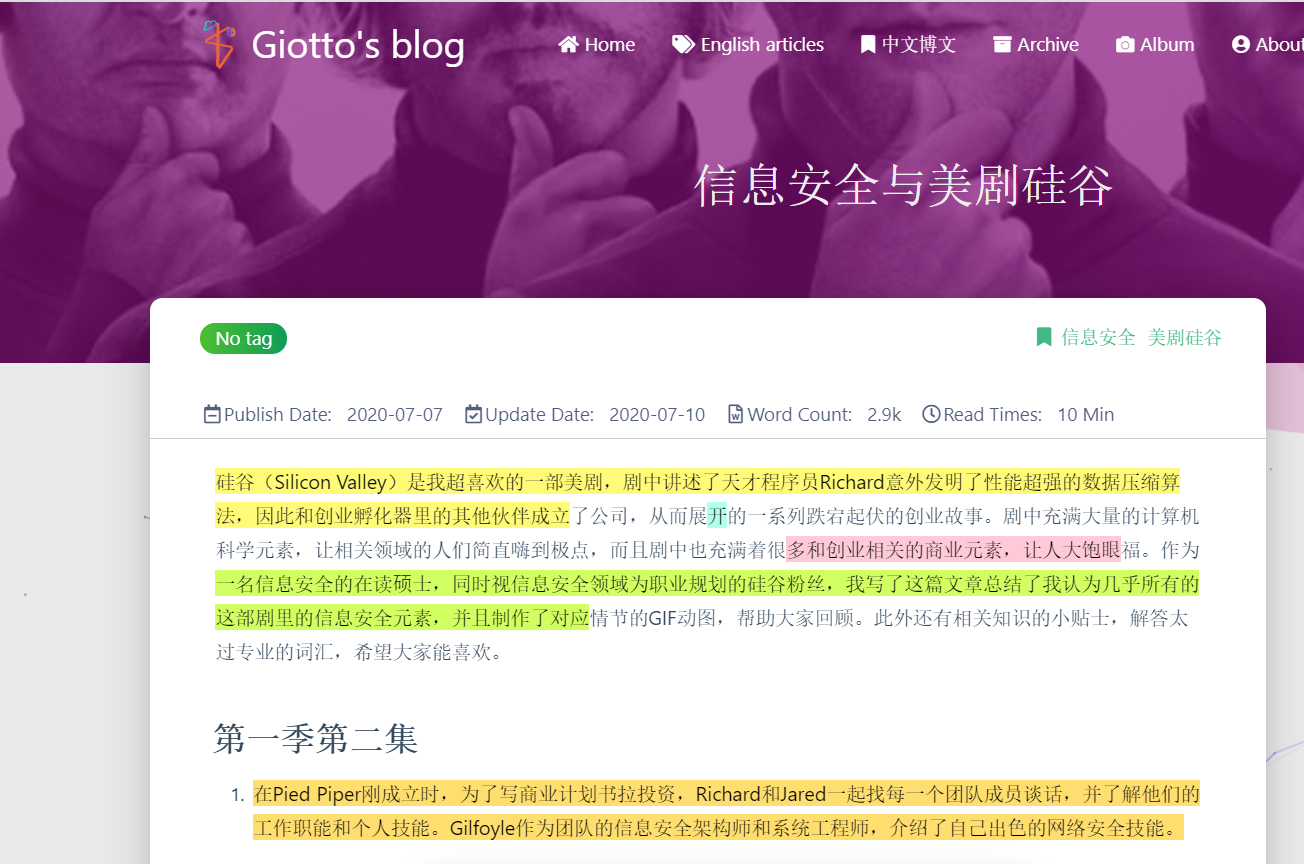 Giotto's blog
Home English articles 中文博文 Archive Album About
信息安全与美剧硅谷
No tag
信息安全 美剧硅谷
Publish Date: 2020-07-07 Update Date: 2020-07-10 Word Count: 2.9k Read Times: 10 Min
硅谷（Silicon Valley）是我超喜欢的一部美剧，剧中讲述了天才程序员Richard意外发明了性能超强的数据压缩算
法，因此和创业孵化器里的其他伙伴成立了公司，从而展开的一系列跌宕起伏的创业故事。剧中充满大量的计算机
科学元素，让相关领域的人们简直嗨到极点，而且剧中也充满着很多和创业相关的商业元素，让人大饱眼福。作为
一名信息安全的在读硕士，同时视信息安全领域为职业规划的硅谷粉丝，我写了这篇文章总结了我认为几乎所有的
这部剧里的信息安全元素，并且制作了对应情节的GIF动图，帮助大家回顾。此外还有相关知识的小贴士，解答太
过专业的词汇，希望大家能喜欢。
第一季第二集
1. 在Pied Piper刚成立时，为了写商业计划书拉投资，Richard和Jared一起找每一个团队成员谈话，并了解他们的
工作职能和个人技能。Gilfoyle作为团队的信息安全架构师和系统工程师，介绍了自己出色的网络安全技能。